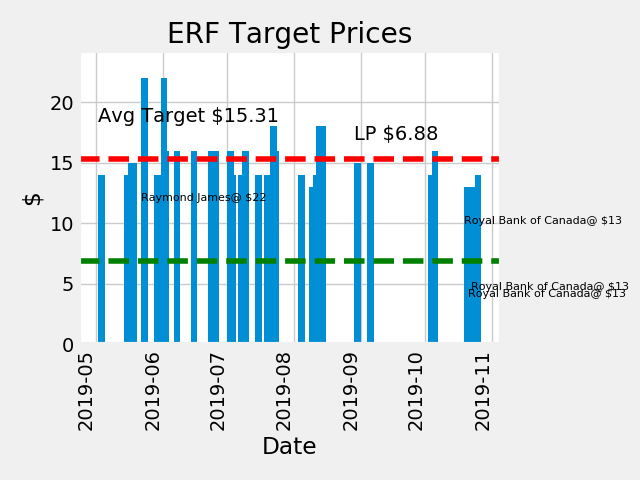 ERF Target Prices
Avg Target $15.31
LP $6.88
Raymond James@ $22
Royal Bank of Canada@ $13
Royal Bank of Canada@ $13
Royal Bank of Canada@ $13
$
20
15
10
5
0
2019-05
2019-06
2019-07
2019-08
2019-09
2019-10
2019-11
Date